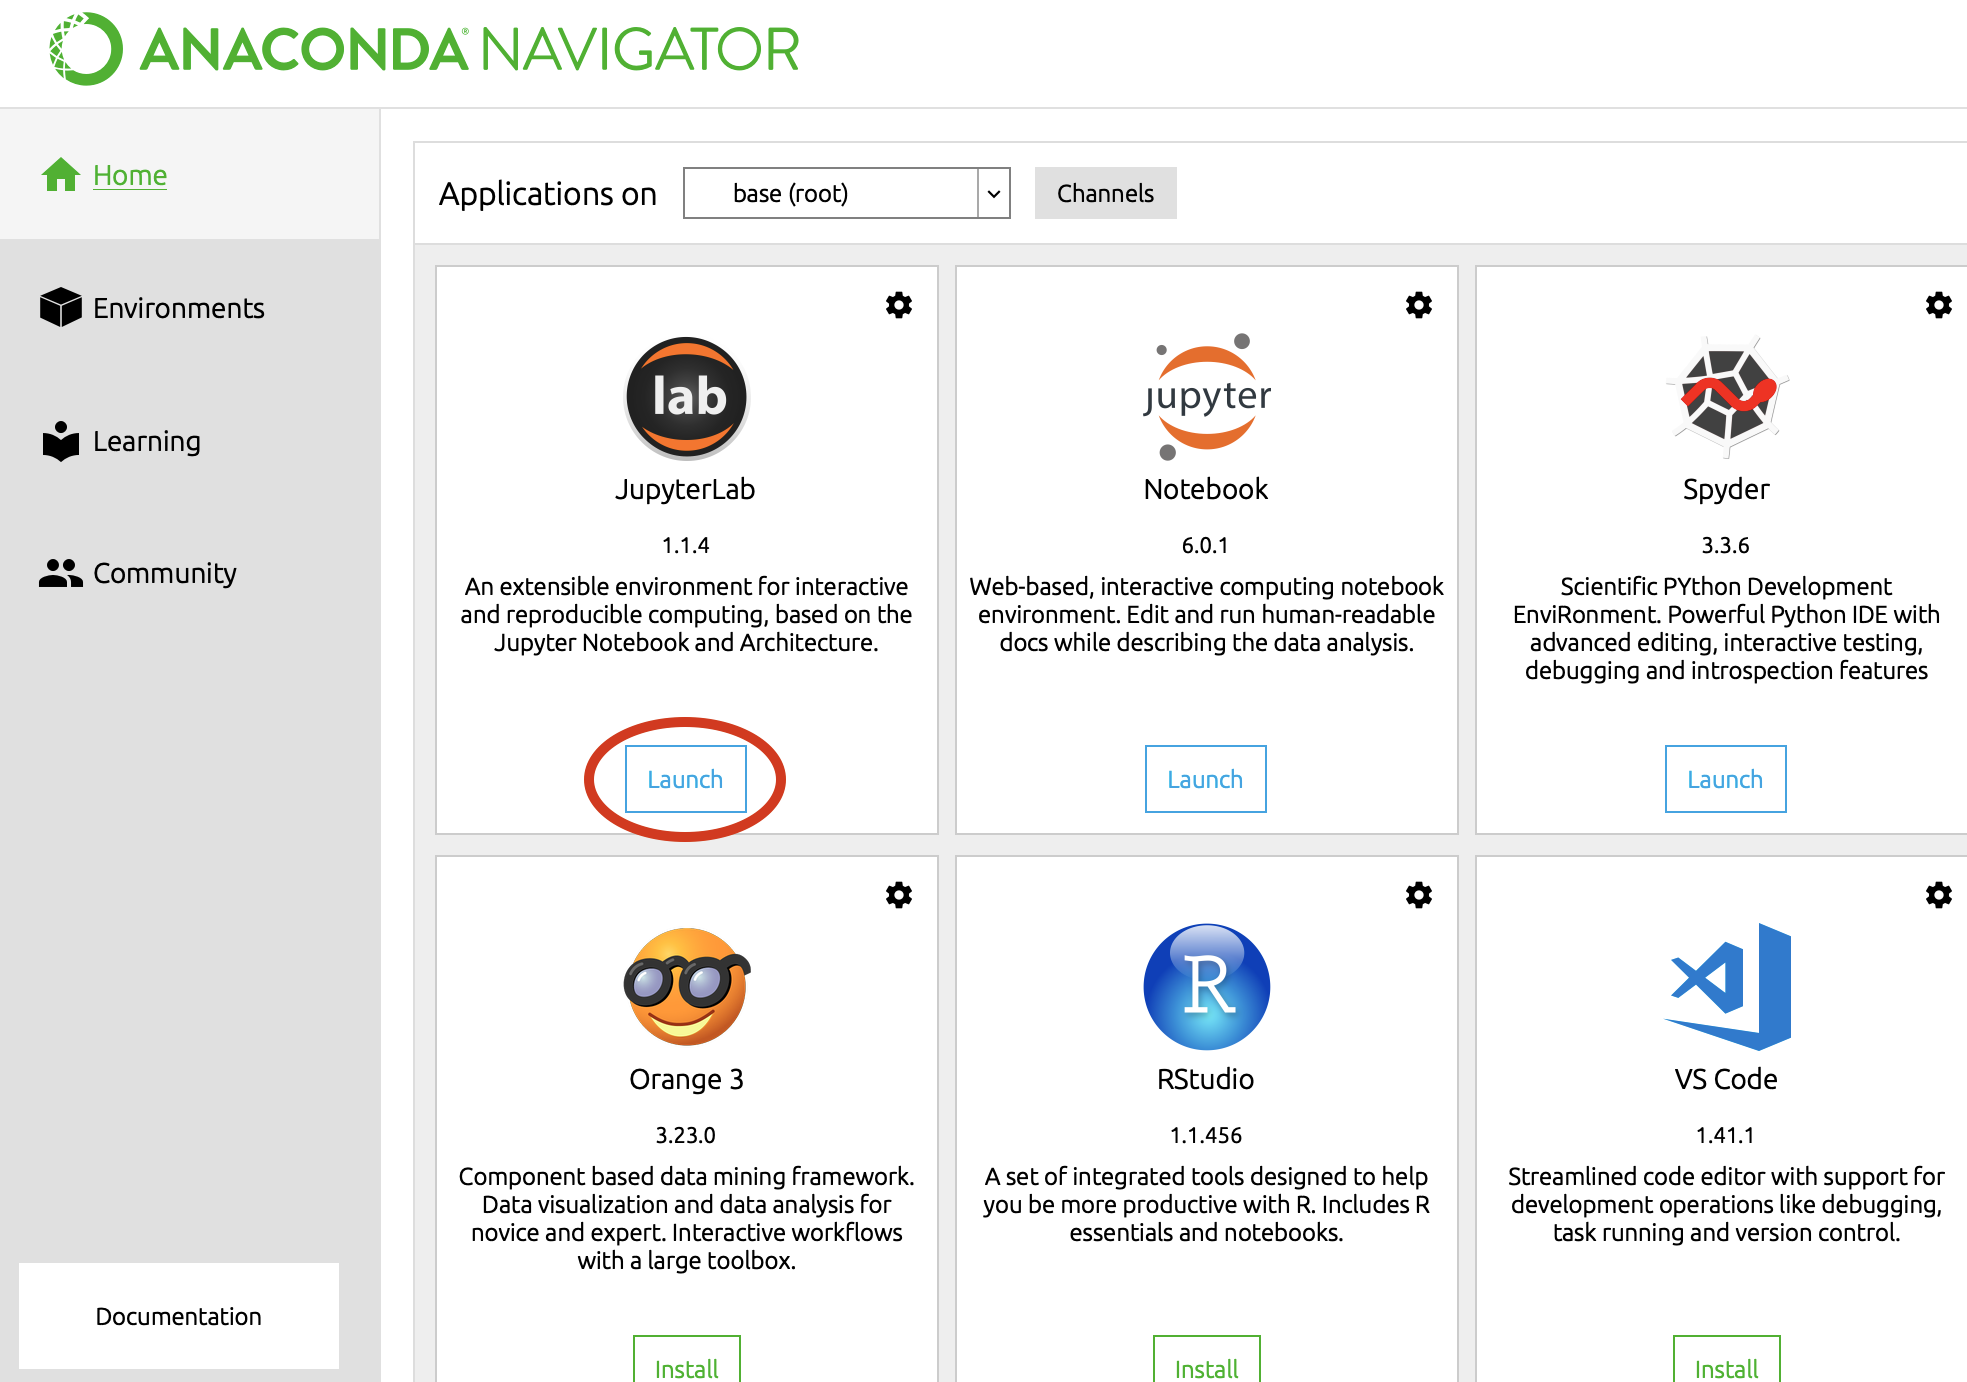 ANACONDA® NAVIGATOR
Home
Environments
Learning
Community
Documentation
Applications on
base (root)
Channels
lab
JupyterLab
1.1.4
An extensible environment for interactive
and reproducible computing, based on the
Jupyter Notebook and Architecture.
Launch
jupyter
Notebook
6.0.1
Web-based, interactive computing notebook
environment. Edit and run human-readable
docs while describing the data analysis.
Launch
Spyder
3.3.6
Scientific PYthon Development
EnviRonment. Powerful Python IDE with
advanced editing, interactive testing,
debugging and introspection features
Launch
Orange 3
3.23.0
Component based data mining framework.
Data visualization and data analysis for
novice and expert. Interactive workflows
with a large toolbox.
Install
R
RStudio
1.1.456
A set of integrated tools designed to help
you be more productive with R. Includes R
essentials and notebooks.
Install
VS Code
1.41.1
Streamlined code editor with support for
development operations like debugging,
task running and version control.
Install